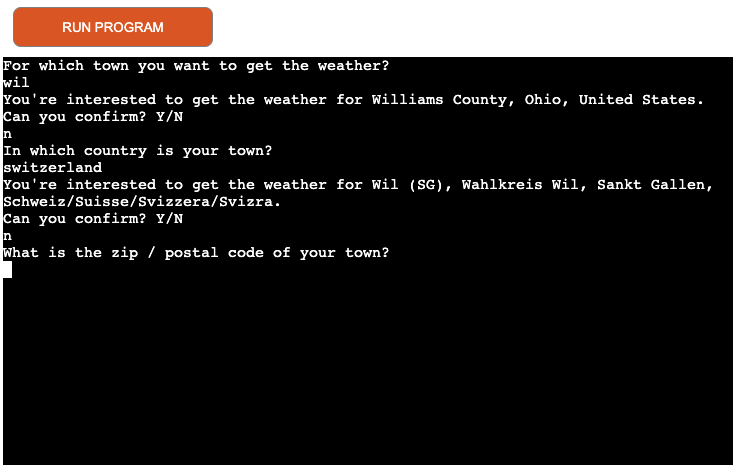 RUN PROGRAM
For which town you want to get the weather?
wil
You're interested to get the weather for Williams County, Ohio, United States.
Can you confirm? Y/N
n
In which country is your town?
switzerland
You're interested to get the weather for Wil (SG), Wahlkreis Wil, Sankt Gallen,
Schweiz/Suisse/Svizzera/Svizra.
Can you confirm? Y/N
n
What is the zip / postal code of your town?